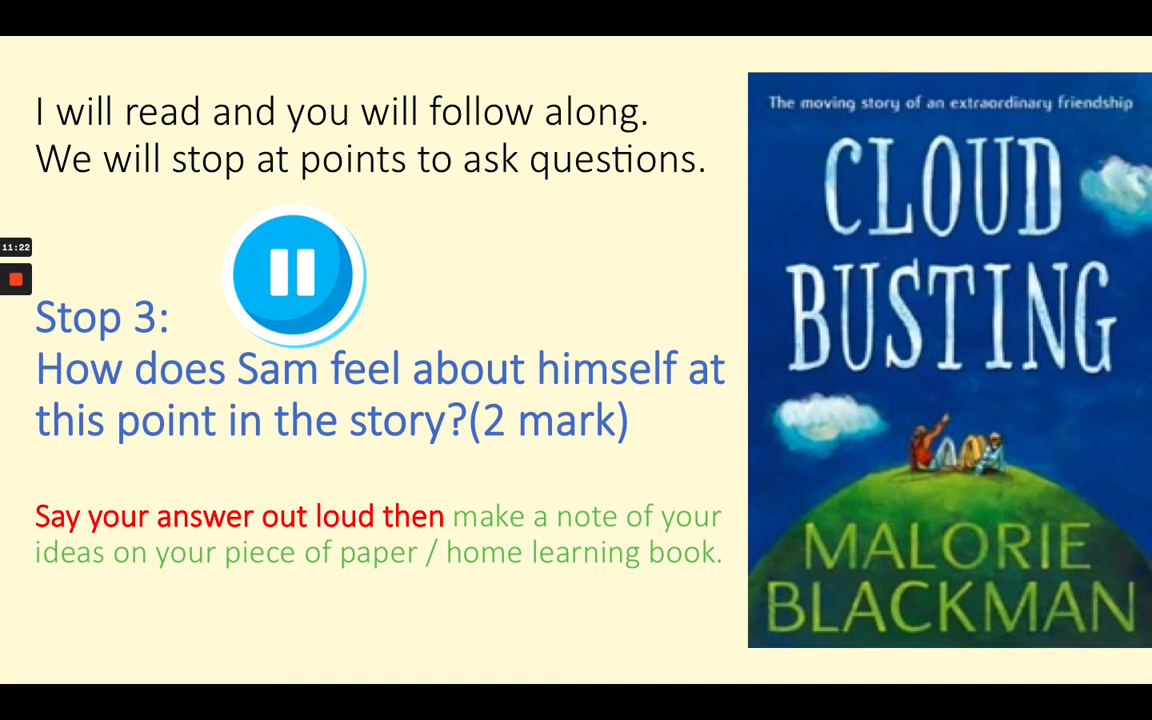 I will read and you will follow along.
We will stop at points to ask questions.
11:22
Stop 3:
How does Sam feel about himself at
this point in the story?(2 mark)
Say your answer out loud then make a note of your
ideas on your piece of paper / home learning book.
The moving story of an extraordinary friendship
CLOUD
BUSTING
MALORIE
BLACKMAN